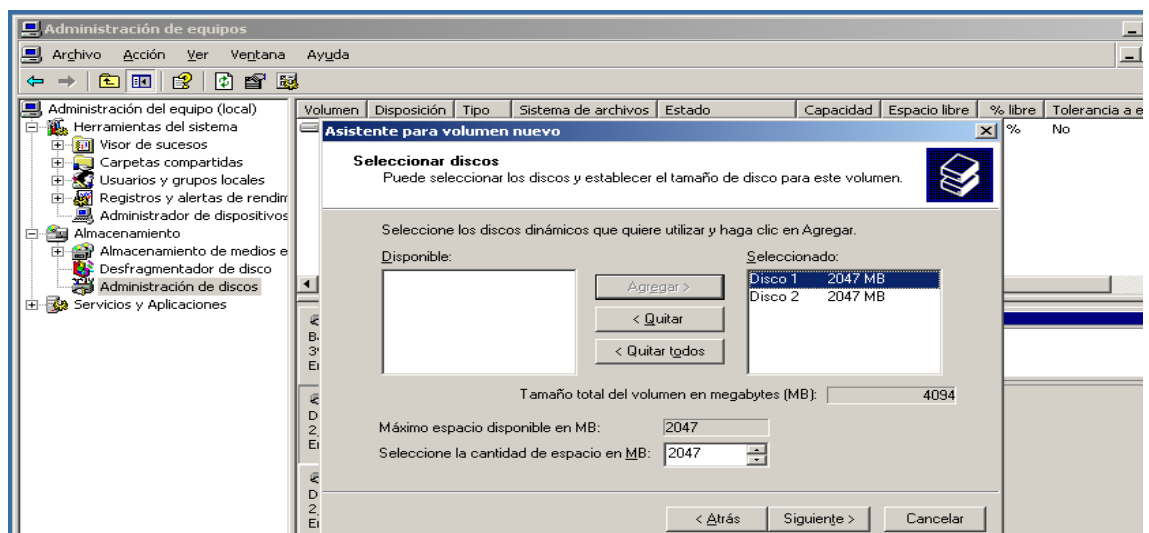 Administración de equipos
Archivo Acción Ver Ventana Ayuda
Administración del equipo (local)
Herramientas del sistema
Visor de sucesos
Carpetas compartidas
Usuarios y grupos locales
Registros y alertas de rendim
Administrador de dispositivos
Almacenamiento
Almacenamiento de medios e
Desfragmentador de disco
Administración de discos
Servicios y Aplicaciones
Volumen Disposición Tipo Sistema de archivos Estado Capacidad Espacio libre % libre Tolerancia a e
% No
Asistente para volumen nuevo
Seleccionar discos
Puede seleccionar los discos y establecer el tamaño de disco para este volumen.
Seleccione los discos dinámicos que quiere utilizar y haga clic en Agregar.
Disponible: Seleccionado:
Agregar >
< Quitar
< Quitar todos
Disco 1 2047 MB
Disco 2 2047 MB
Tamaño total del volumen en megabytes (MB): 4094
Máximo espacio disponible en MB: 2047
Seleccione la cantidad de espacio en MB: 2047
< Atrás Siguiente > Cancelar